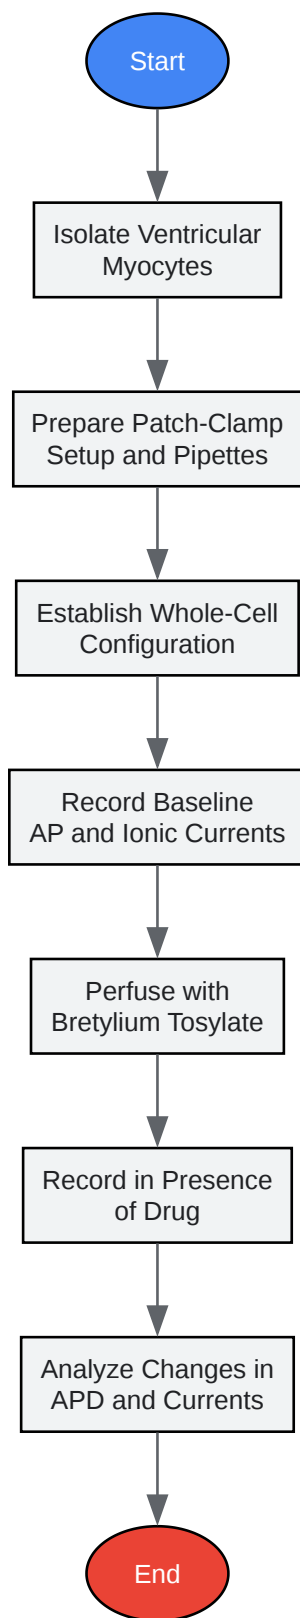 Start
Isolate Ventricular
Myocytes
Prepare Patch-Clamp
Setup and Pipettes
Establish Whole-Cell
Configuration
Record Baseline
AP and Ionic Currents
Perfuse with
Bretylium Tosylate
Record in Presence
of Drug
Analyze Changes in
APD and Currents
End